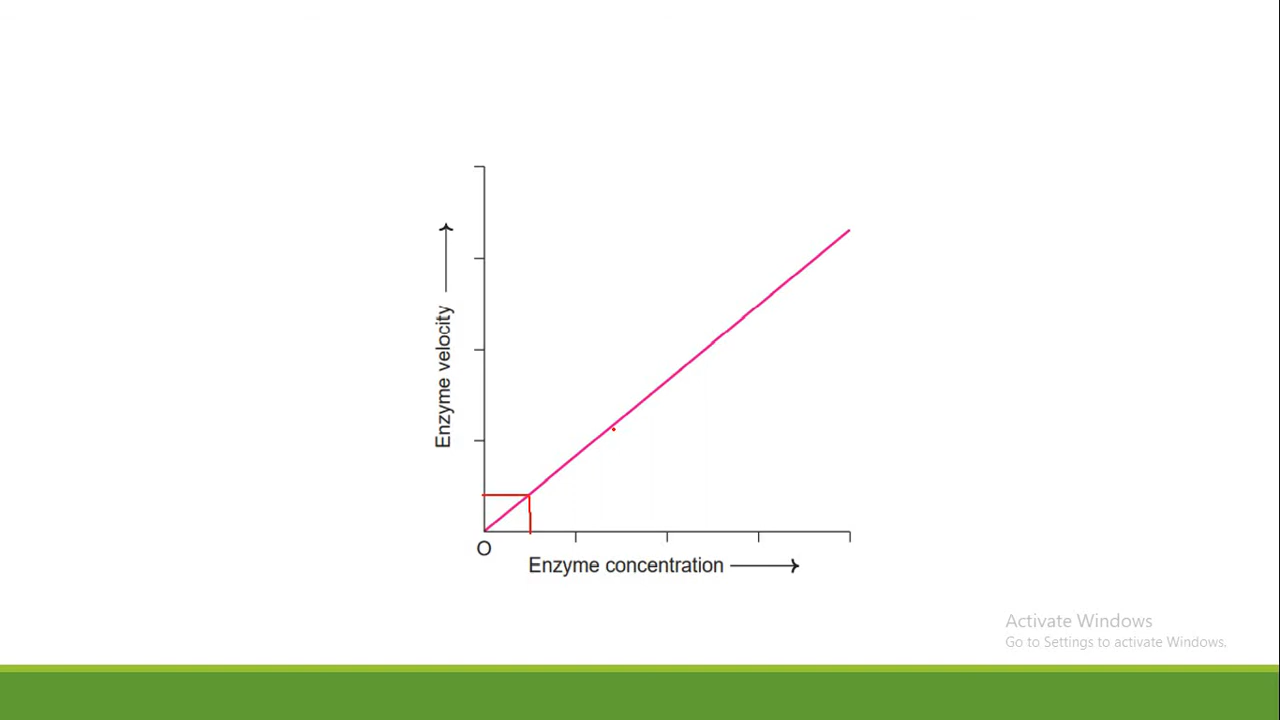 Enzyme velocity
O
Enzyme concentration
Activate Windows
Go to Settings to activate Windows.